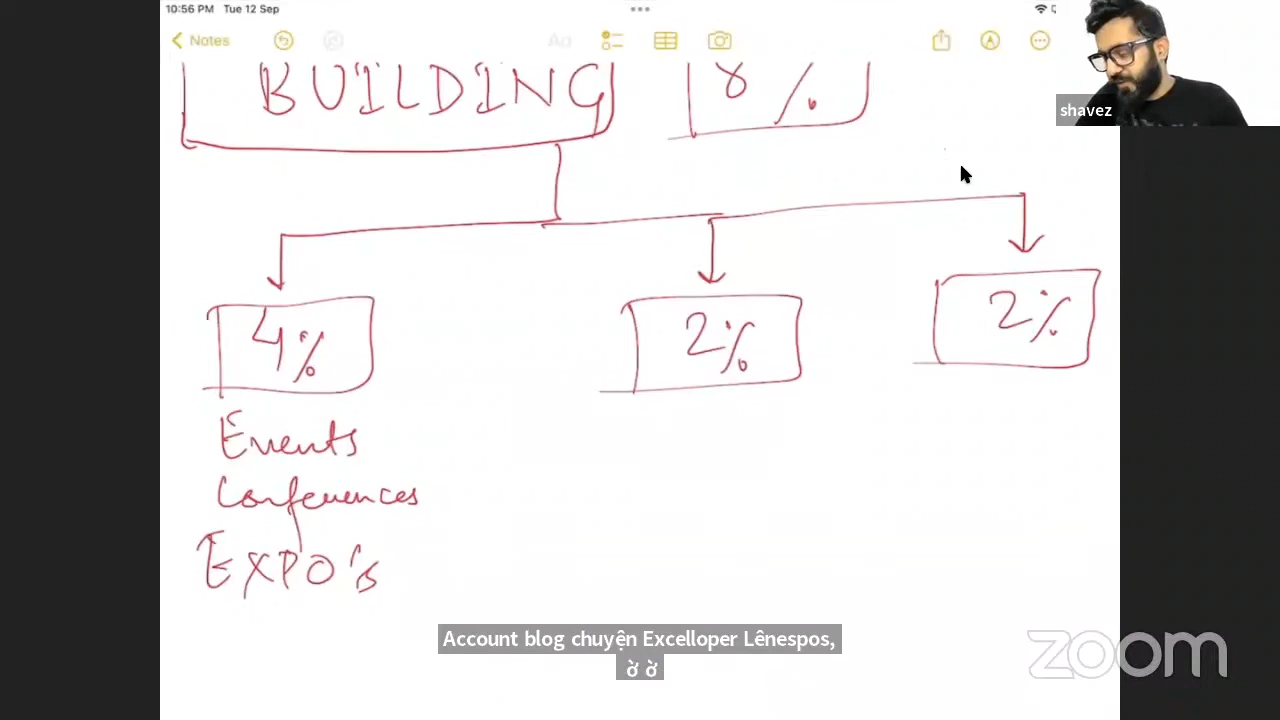 10:56 PM Tue 12 Sep
Notes
Aa
shavez
BUILDING 8%
4% 2% 2%
Events
Conferences
EXPO's
Account blog chuyện Excelloper Lênespos,
ờ ờ
zoom